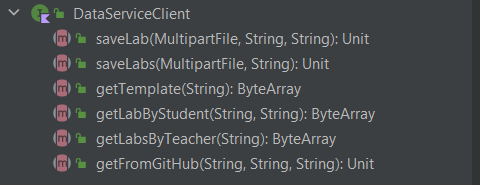 DataServiceClient
saveLab(MultipartFile, String, String): Unit
saveLabs(MultipartFile, String): Unit
getTemplate(String): ByteArray
getLabByStudent(String, String): ByteArray
getLabsByTeacher(String): ByteArray
getFromGitHub(String, String, String): Unit